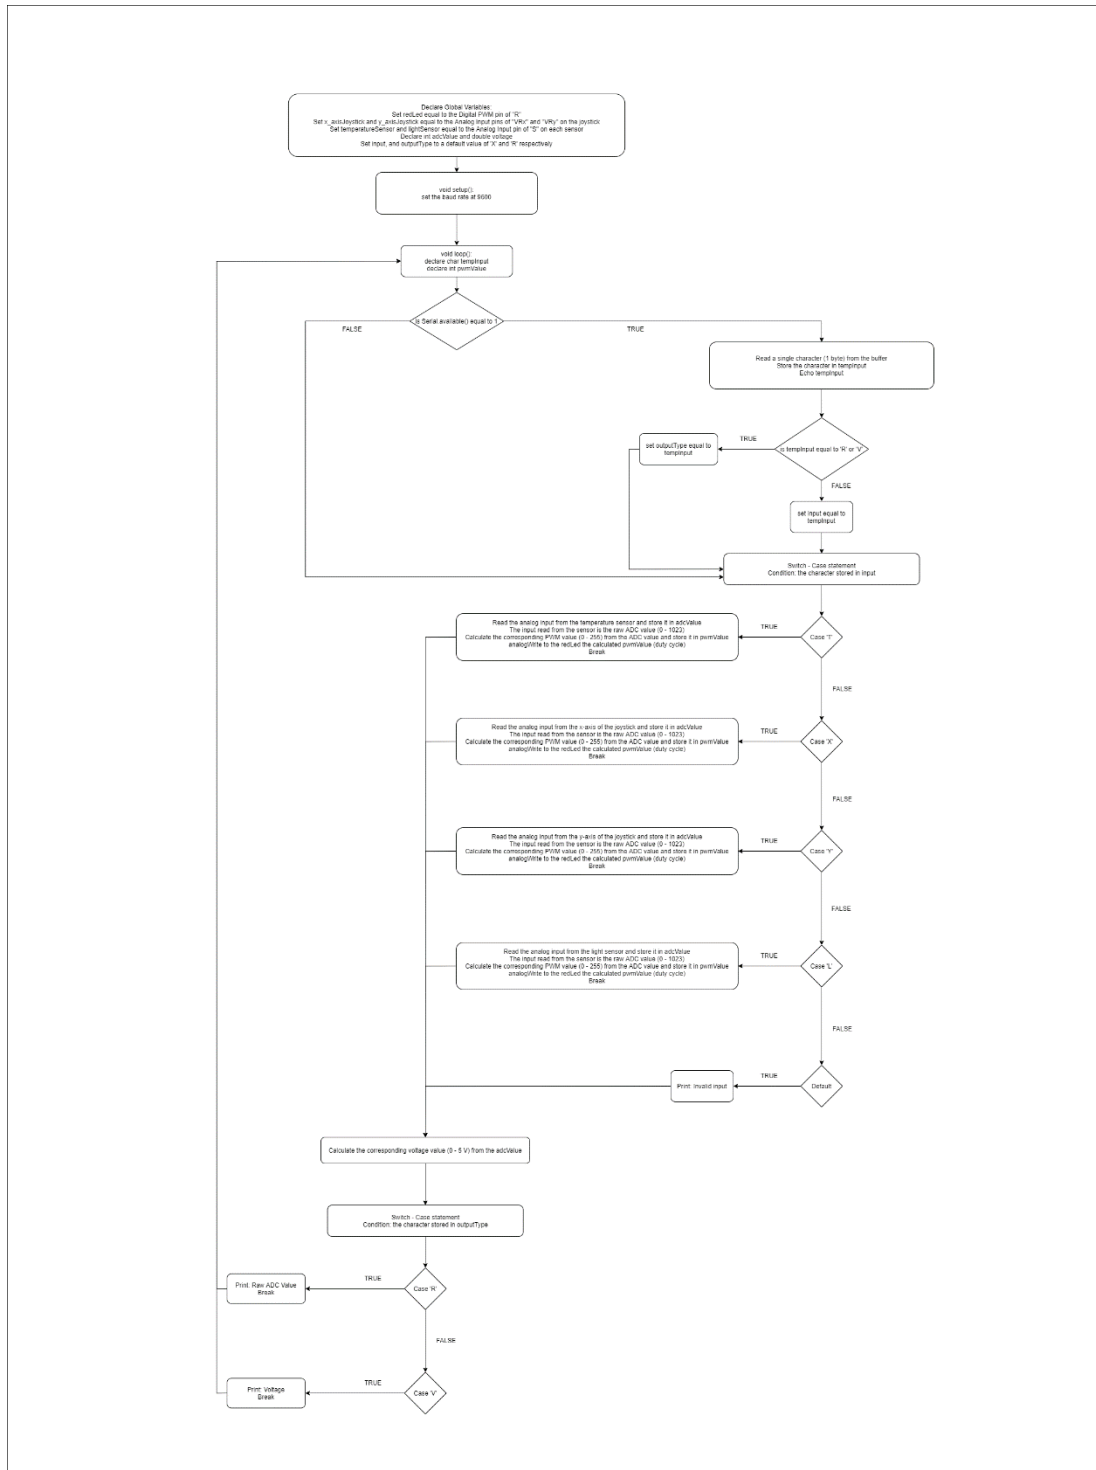 Declare Global Variables:
Set redLed equal to the Digital PWM pin of "R"
Set x_axisJoystick and y_axisJoystick equal to the Analog Input pins of "VRx" and "VRy" on the joystick
Set temperatureSensor and lightSensor equal to the Analog Input pin of "S" on each sensor
Declare int adcValue and double voltage
Set input, and outputType to a default value of 'X' and 'R' respectively
void setup():
set the baud rate at 9600
void loop():
declare char tempInput
declare int pwmValue
is Serial.available() equal to 1
FALSE
TRUE
Read a single character (1 byte) from the buffer
Store the character in tempInput
Echo tempInput
is tempInput equal to 'R' or 'V'
TRUE
set outputType equal to
tempInput
FALSE
set input equal to
tempInput
Switch - Case statement
Condition: the character stored in input
Case 'T'
TRUE
Read the analog input from the temperature sensor and store it in adcValue
The input read from the sensor is the raw ADC value (0 - 1023)
Calculate the corresponding PWM value (0 - 255) from the ADC value and store it in pwmValue
analogWrite to the redLed the calculated pwmValue (duty cycle)
Break
FALSE
Case 'X'
TRUE
Read the analog input from the x-axis of the joystick and store it in adcValue
The input read from the sensor is the raw ADC value (0 - 1023)
Calculate the corresponding PWM value (0 - 255) from the ADC value and store it in pwmValue
analogWrite to the redLed the calculated pwmValue (duty cycle)
Break
FALSE
Case 'Y'
TRUE
Read the analog input from the y-axis of the joystick and store it in adcValue
The input read from the sensor is the raw ADC value (0 - 1023)
Calculate the corresponding PWM value (0 - 255) from the ADC value and store it in pwmValue
analogWrite to the redLed the calculated pwmValue (duty cycle)
Break
FALSE
Case 'L'
TRUE
Read the analog input from the light sensor and store it in adcValue
The input read from the sensor is the raw ADC value (0 - 1023)
Calculate the corresponding PWM value (0 - 255) from the ADC value and store it in pwmValue
analogWrite to the redLed the calculated pwmValue (duty cycle)
Break
FALSE
Default
TRUE
Print: Invalid input
Calculate the corresponding voltage value (0 - 5 V) from the adcValue
Switch - Case statement
Condition: the character stored in outputType
Case 'R'
TRUE
Print: Raw ADC Value
Break
FALSE
Case 'V'
TRUE
Print: Voltage
Break